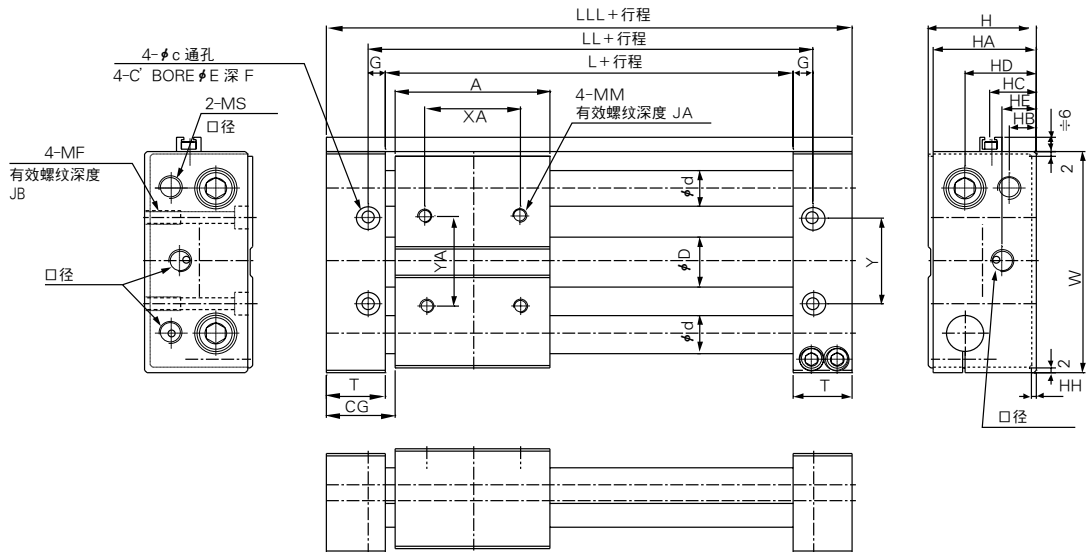 LLL+行程
LL+行程
L+行程
G
G
A
XA
4-ϕc 通孔
4-C' BORE ϕE 深 F
2-MS
口径
4-MF
有效螺纹深度
JB
口径
4-MM
有效螺纹深度 JA
YA
ϕd
ϕD
ϕd
Y
T
CG
T
H
HA
HD
HC
HE
HB
≑6
2
W
2
HH
口径